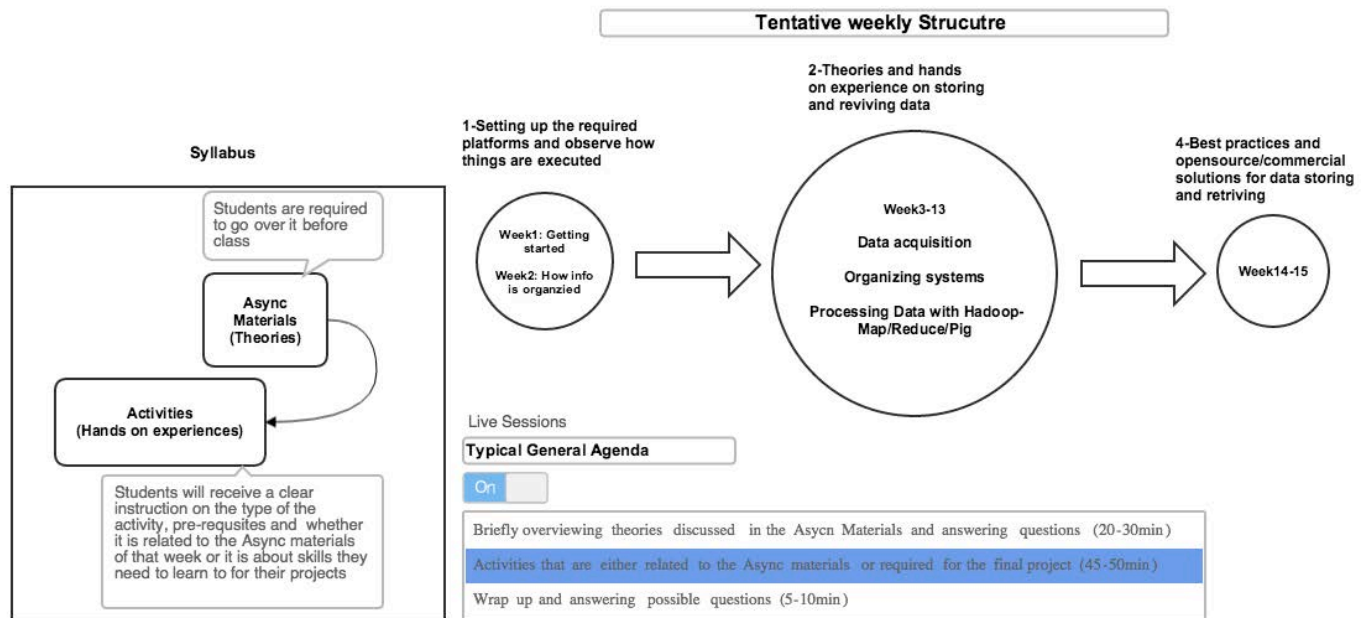 Tentative weekly Strucutre
Syllabus
Students are required
to go over it before
class
Async
Materials
(Theories)
Activities
(Hands on experiences)
Students will receive a clear
instruction on the type of the
activity, pre-requsites and whether
it is related to the Async materials
of that week or it is about skills they
need to learn to for their projects
1-Setting up the required
platforms and observe how
things are executed
Week1: Getting
started
Week2: How info
is organzied
2-Theories and hands
on experience on storing
and reviving data
Week3-13
Data acquisition
Organizing systems
Processing Data with Hadoop-
Map/Reduce/Pig
4-Best practices and
opensource/commercial
solutions for data storing
and retriving
Week14-15
Live Sessions
Typical General Agenda
On
Briefly overviewing theories discussed in the Asycn Materials and answering questions (20-30min)
Activities that are either related to the Async materials or required for the final project (45-50min)
Wrap up and answering possible questions (5-10min)